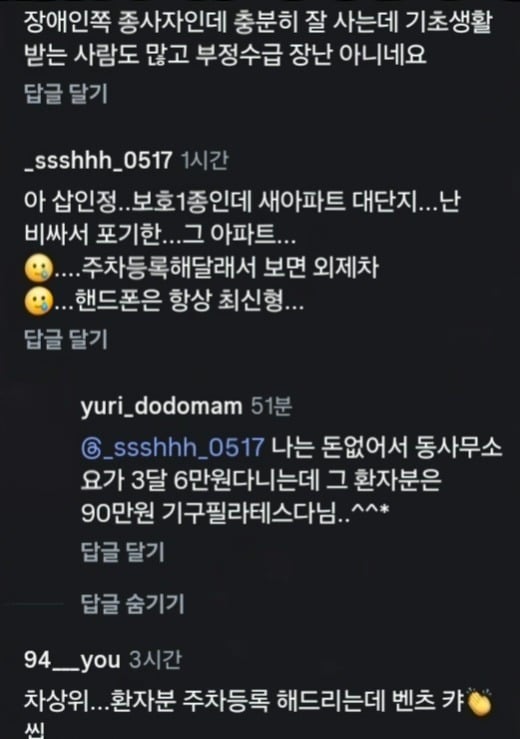 장애인쪽 종사자인데 충분히 잘 사는데 기초생활
받는 사람도 많고 부정수급 장난 아니네요
답글 달기
_ssshhh_0517 1시간
아 삽인정..보호1종인데 새아파트 대단지...난
비싸서 포기한...그 아파트...
🥲....주차등록해달래서 보면 외제차
🥲...핸드폰은 항상 최신형...
답글 달기
yuri_dodomam 51분
@_ssshhh_0517 나는 돈없어서 동사무소
요가 3달 6만원다니는데 그 환자분은
90만원 기구필라테스다님..^^*
답글 달기
답글 숨기기
94___you 3시간
차상위...환자분 주차등록 해드리는데 벤츠 캬👏
씹